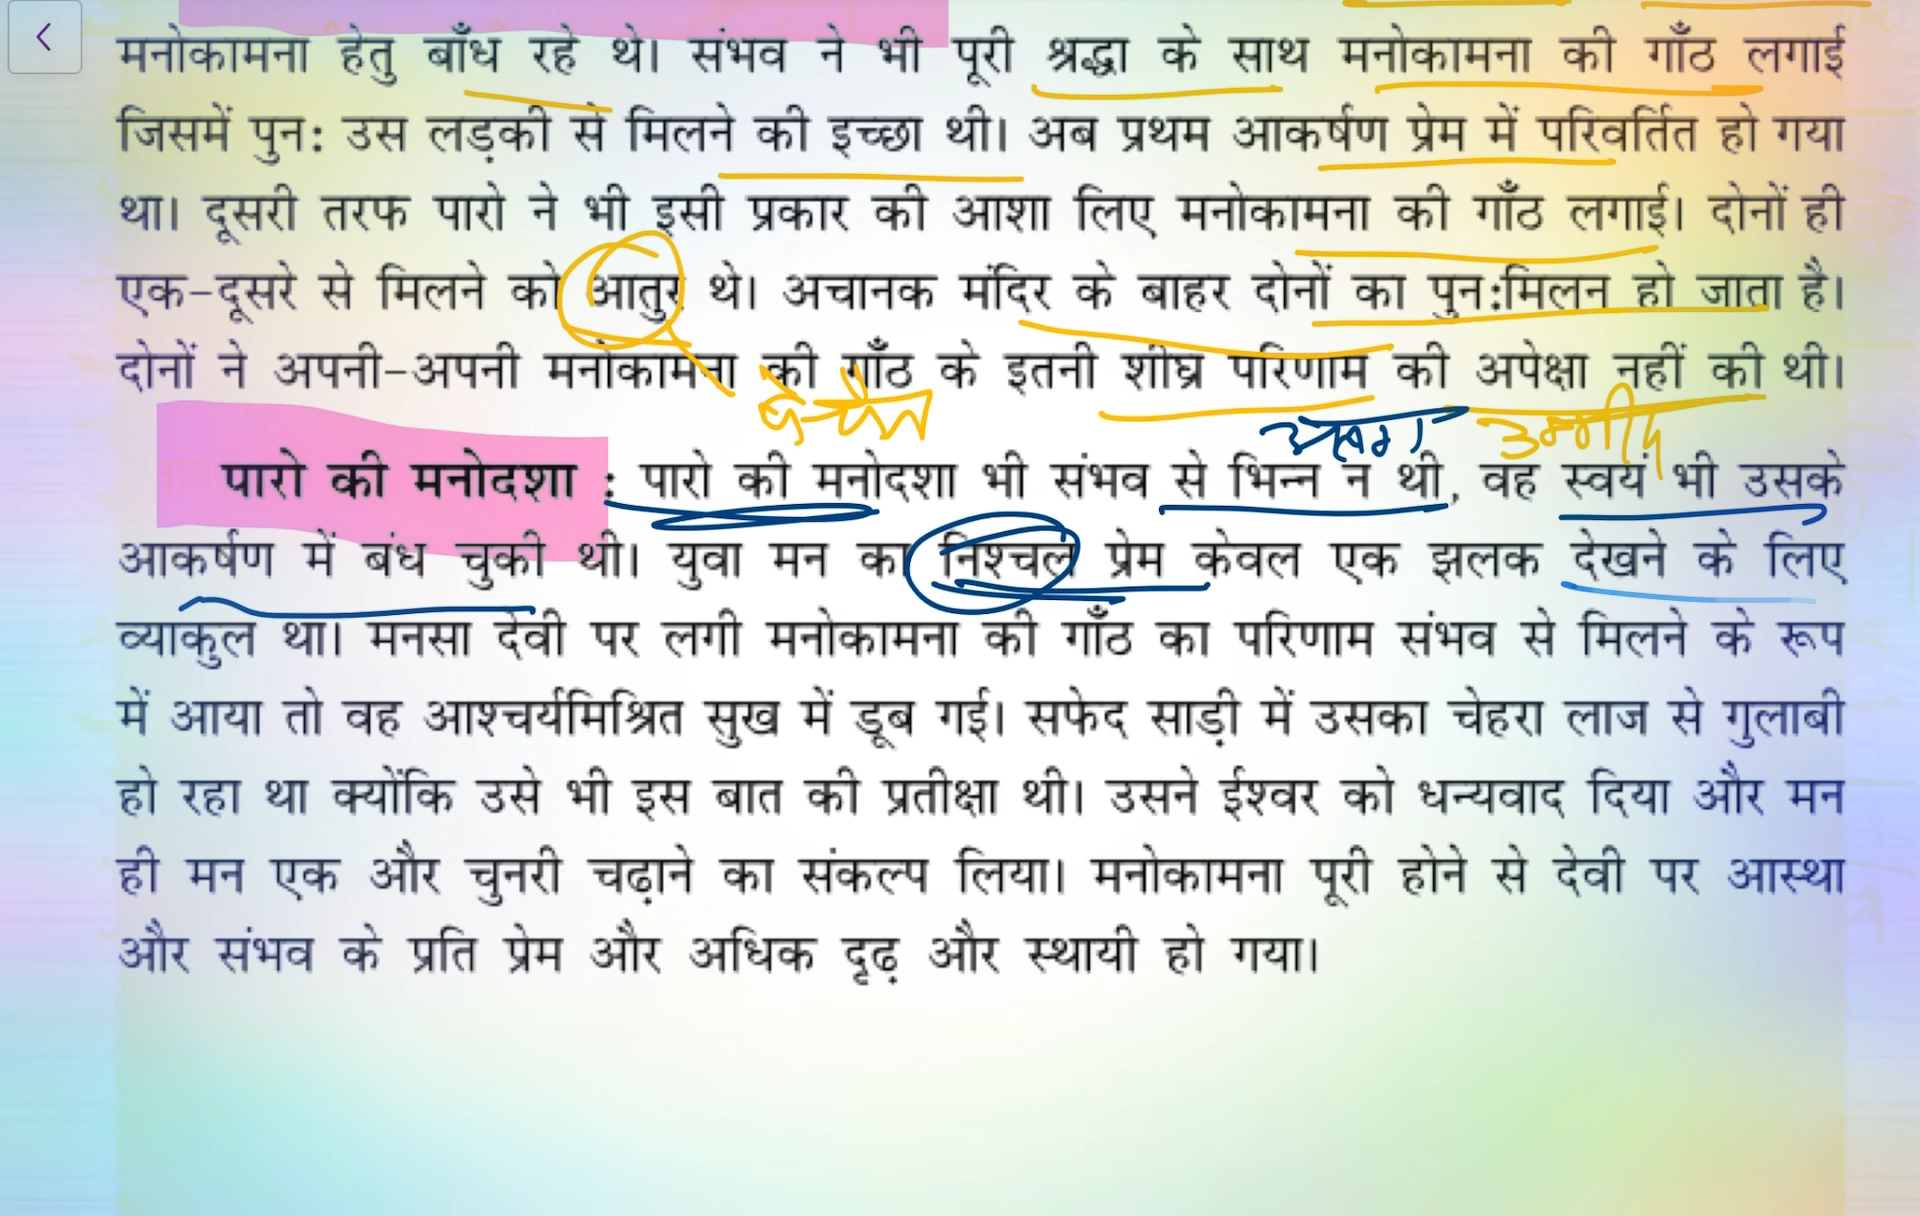 मनोकामना हेतु बाँध रहे थे। संभव ने भी पूरी श्रद्धा के साथ मनोकामना की गाँठ लगाई
जिसमें पुन: उस लड़की से मिलने की इच्छा थी। अब प्रथम आकर्षण प्रेम में परिवर्तित हो गया
था। दूसरी तरफ पारो ने भी इसी प्रकार की आशा लिए मनोकामना की गाँठ लगाई। दोनों ही
एक-दूसरे से मिलने को आतुर थे। अचानक मंदिर के बाहर दोनों का पुन:मिलन हो जाता है।
दोनों ने अपनी-अपनी मनोकामना की गाँठ के इतनी शीघ्र परिणाम की अपेक्षा नहीं की थी।
बेचैन अलग उम्मीद
पारो की मनोदशा : पारो की मनोदशा भी संभव से भिन्न न थी, वह स्वयं भी उसके
आकर्षण में बंध चुकी थी। युवा मन का निश्चल प्रेम केवल एक झलक देखने के लिए
व्याकुल था। मनसा देवी पर लगी मनोकामना की गाँठ का परिणाम संभव से मिलने के रूप
में आया तो वह आश्चर्यमिश्रित सुख में डूब गई। सफेद साड़ी में उसका चेहरा लाज से गुलाबी
हो रहा था क्योंकि उसे भी इस बात की प्रतीक्षा थी। उसने ईश्वर को धन्यवाद दिया और मन
ही मन एक और चुनरी चढ़ाने का संकल्प लिया। मनोकामना पूरी होने से देवी पर आस्था
और संभव के प्रति प्रेम और अधिक दृढ़ और स्थायी हो गया।